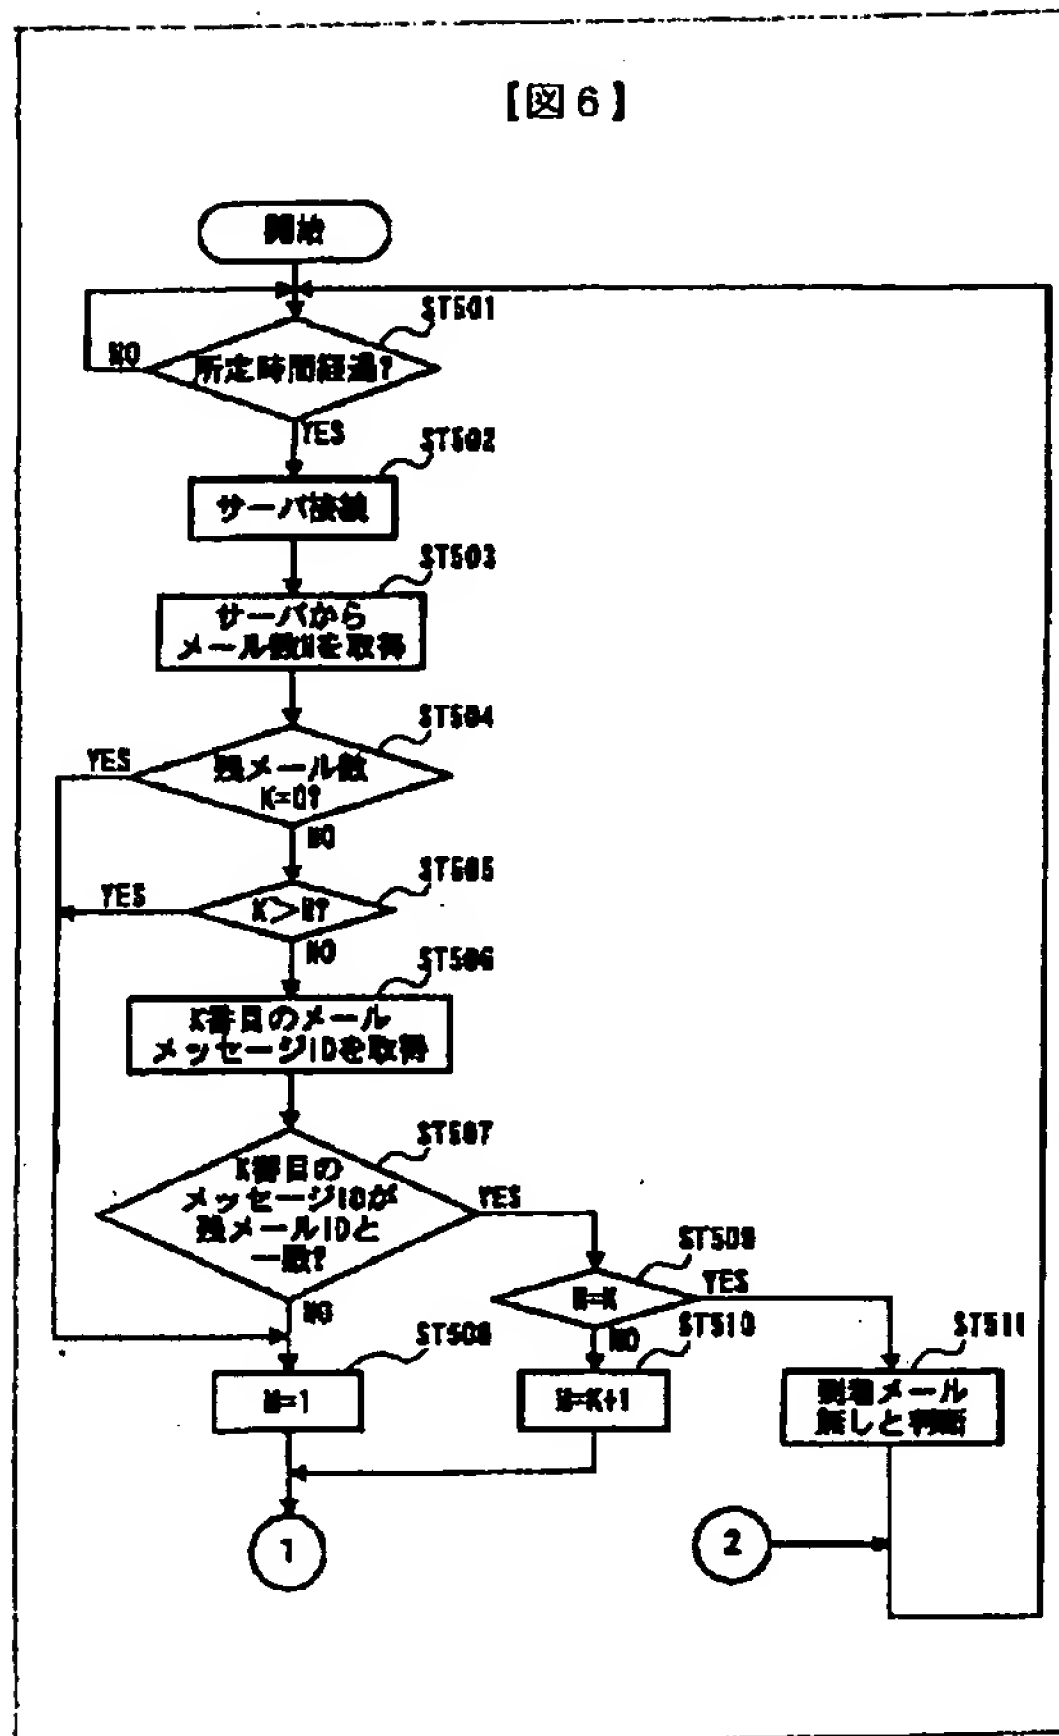 【図6】
開始
ST501
NO
所定時間経過?
YES
ST502
サーバ接続
ST503
サーバから
メール数Nを取得
ST504
YES
残メール数
K=0?
NO
ST505
YES
K>N?
NO
ST506
K番目のメール
メッセージIDを取得
ST507
K番目の
メッセージIDが
残メールIDと
一致?
YES
NO
ST509
N=K
YES
NO
ST508
M=1
ST510
M=K+1
ST511
到着メール
無しと判断
1
2